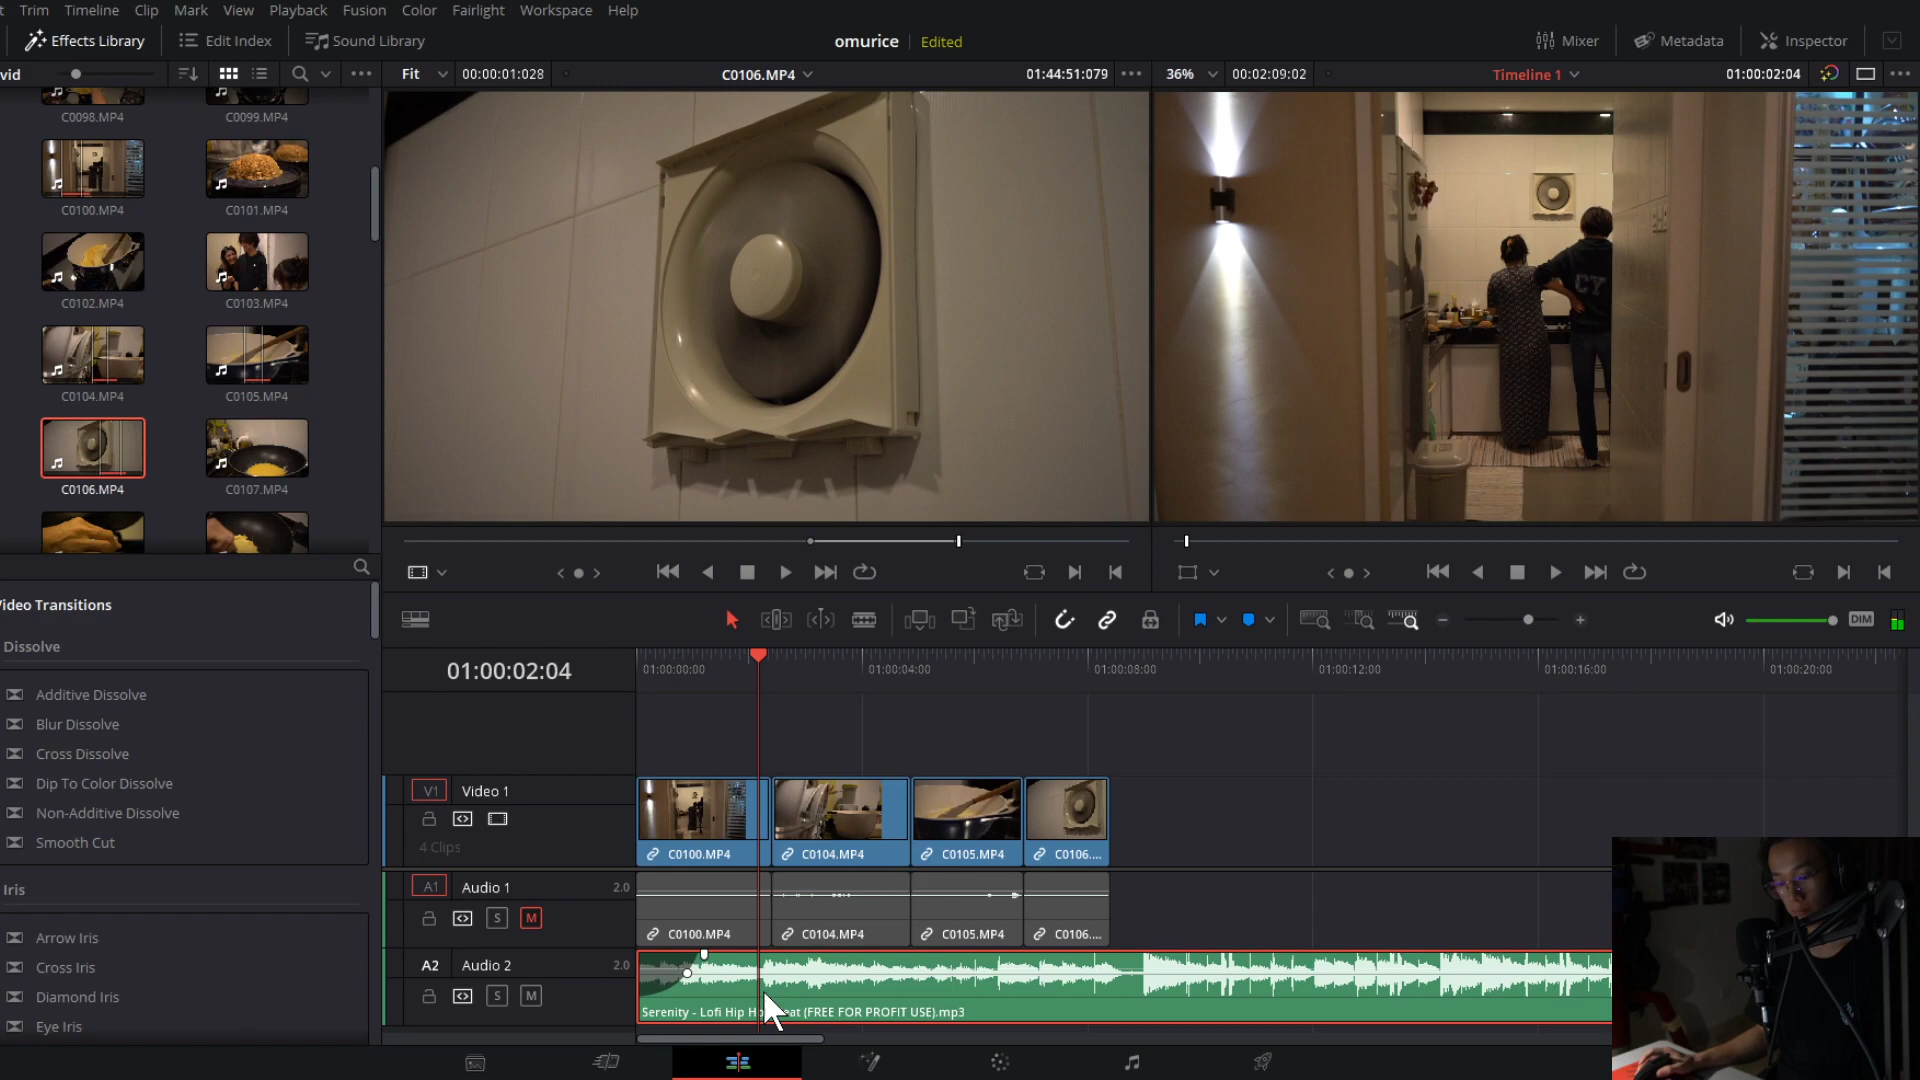 Trim Timeline Clip Mark View Playback Fusion Color Fairlight Workspace Help
Effects Library Edit Index Sound Library omurice Edited Mixer Metadata Inspector
vid Fit 00:00:01:028 C0106.MP4 01:44:51:079 36% 00:02:09:02 Timeline 1 01:00:02:04
C0098.MP4 C0099.MP4
C0100.MP4 C0101.MP4
C0102.MP4 C0103.MP4
C0104.MP4 C0105.MP4
C0106.MP4 C0107.MP4
CY
Video Transitions
Dissolve
Additive Dissolve
Blur Dissolve
Cross Dissolve
Dip To Color Dissolve
Non-Additive Dissolve
Smooth Cut
Iris
Arrow Iris
Cross Iris
Diamond Iris
Eye Iris
DIM
01:00:02:04 01:00:00:00 01:00:04:00 01:00:08:00 01:00:12:00 01:00:16:00 01:00:20:00
V1 Video 1
4 Clips
C0100.MP4 C0104.MP4 C0105.MP4 C0106....
A1 Audio 1 2.0
S M
C0100.MP4 C0104.MP4 C0105.MP4 C0106....
A2 Audio 2 2.0
S M
Serenity - Lofi Hip Ho eat (FREE FOR PROFIT USE).mp3